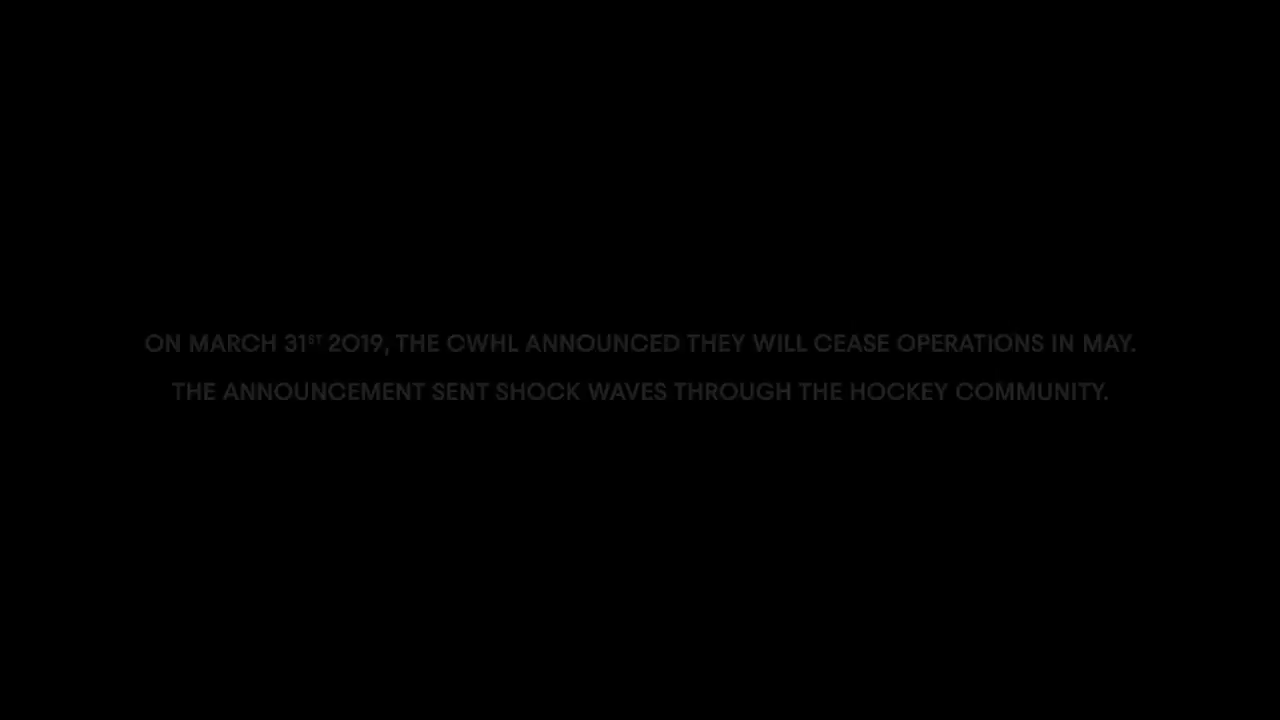 ON MARCH 31ST 2019, THE CWHL ANNOUNCED THEY WILL CEASE OPERATIONS IN MAY.
THE ANNOUNCEMENT SENT SHOCK WAVES THROUGH THE HOCKEY COMMUNITY.